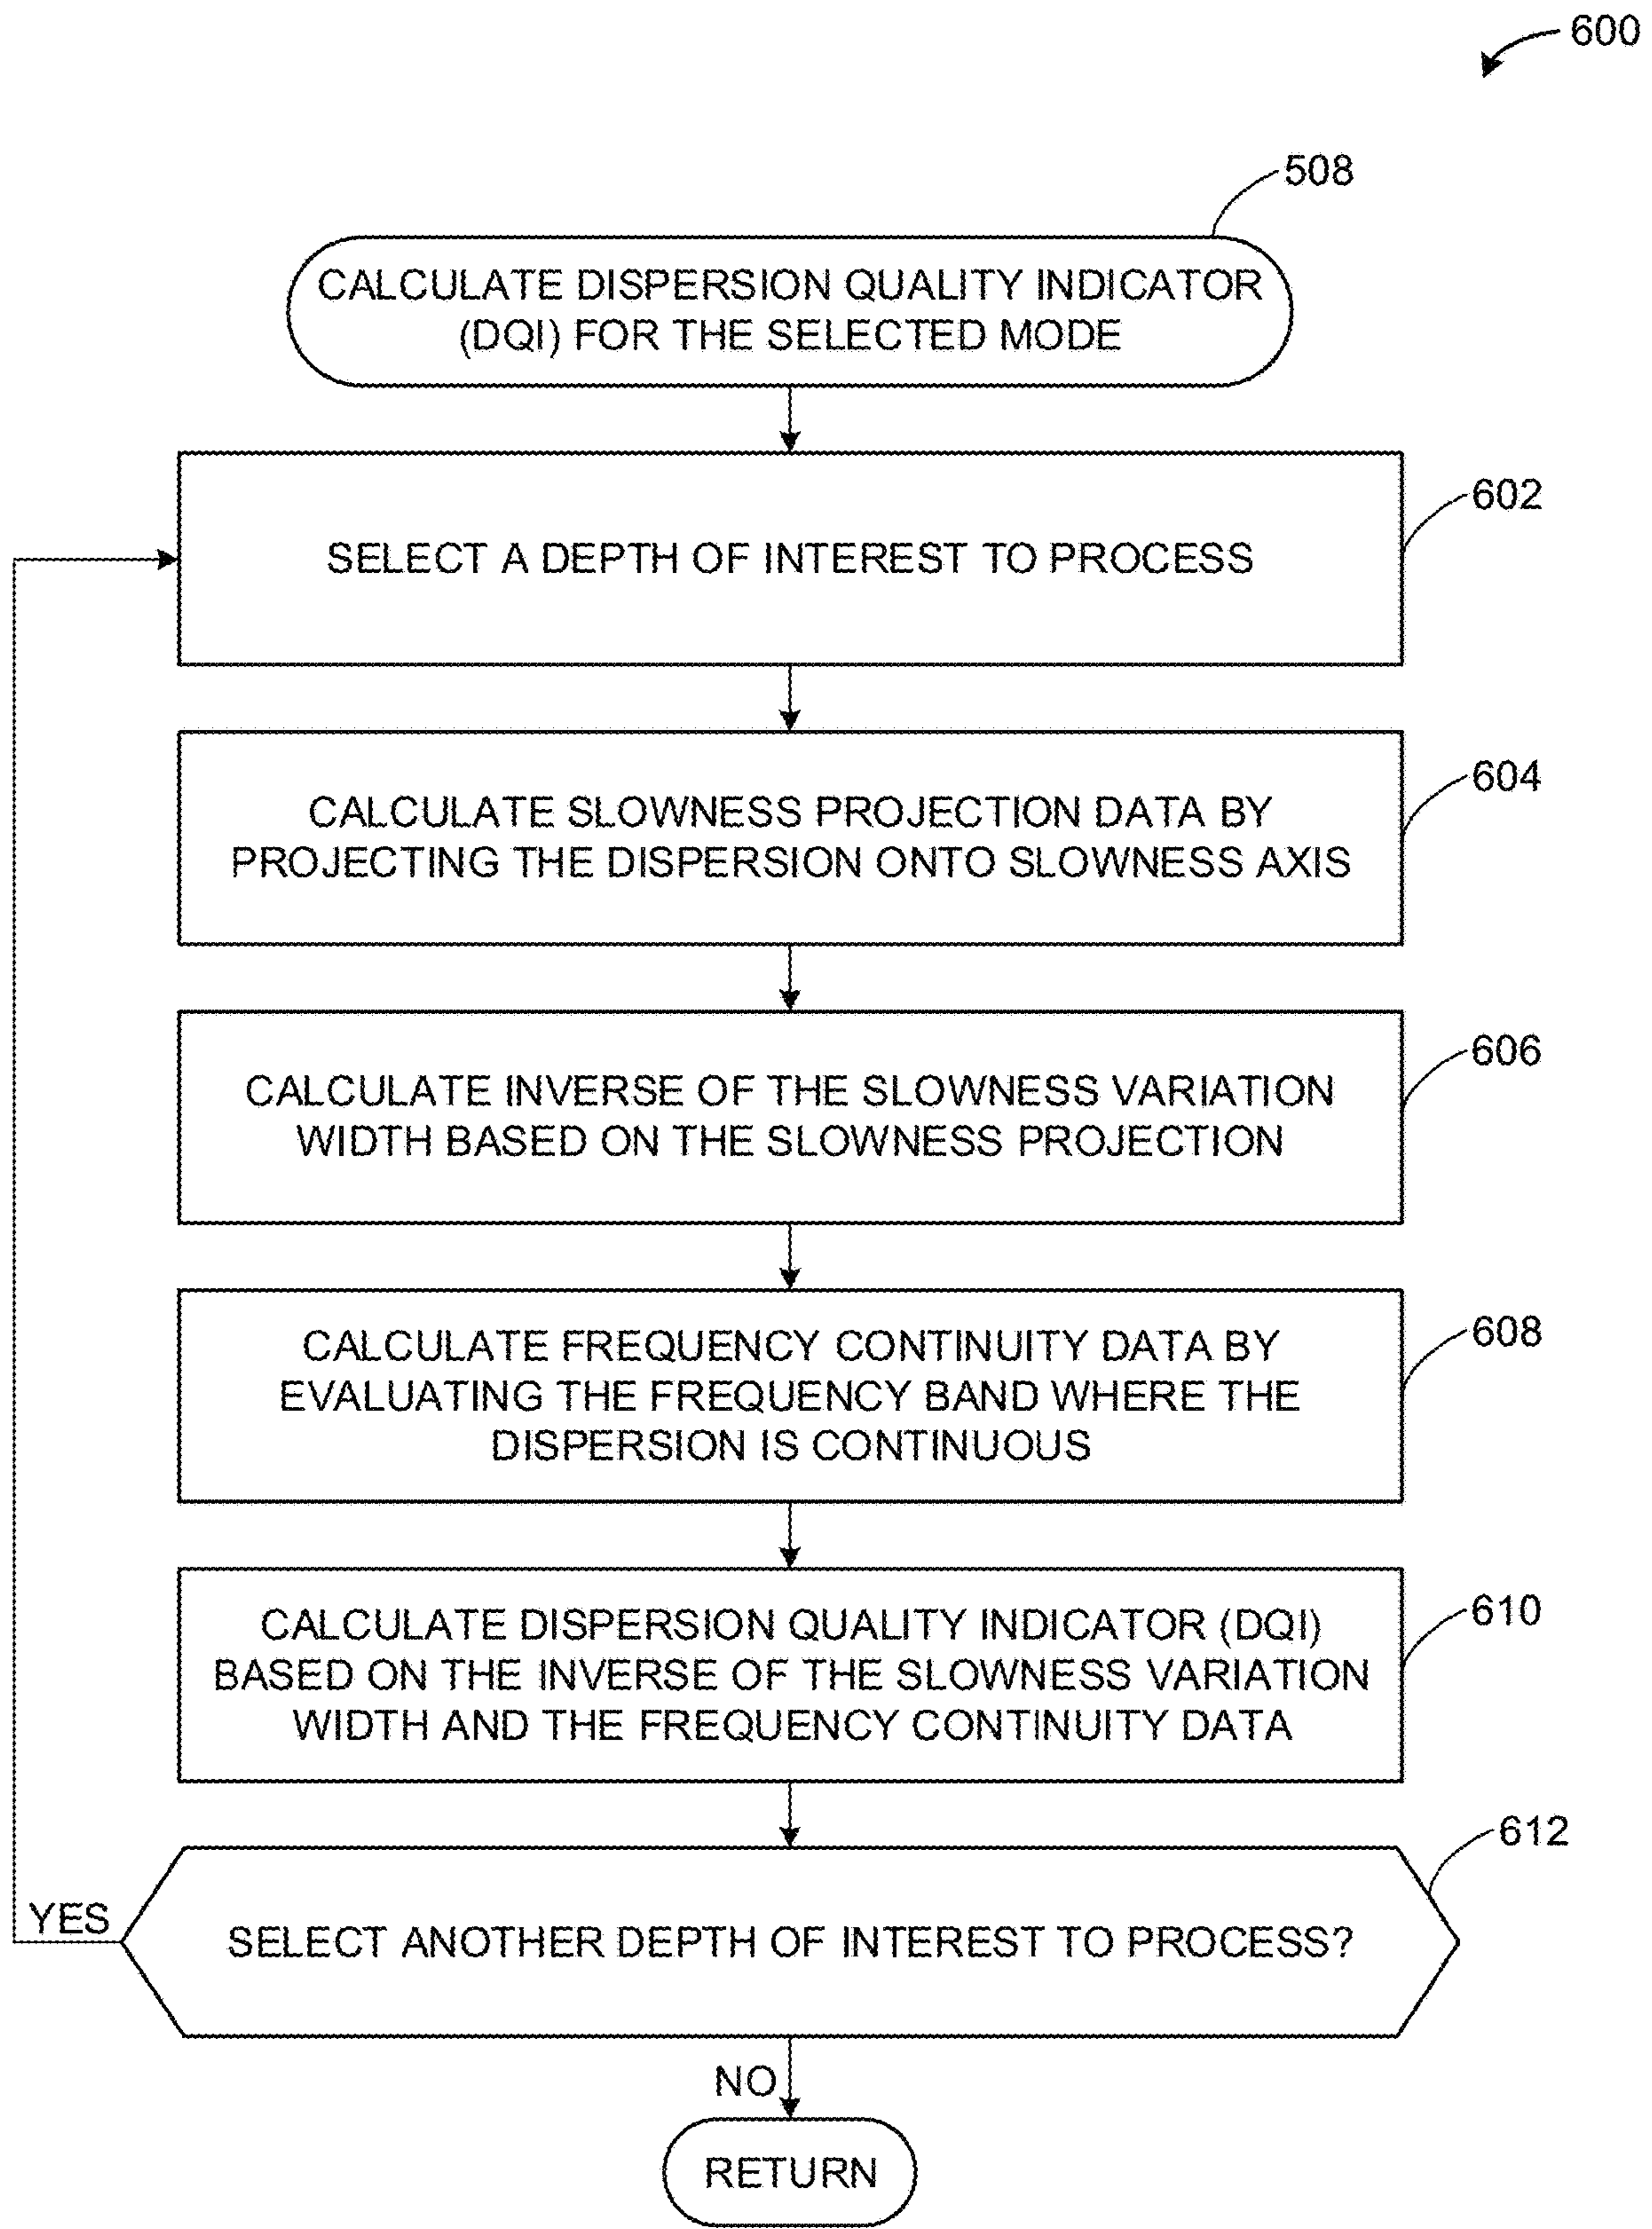 600
508
CALCULATE DISPERSION QUALITY INDICATOR
(DQI) FOR THE SELECTED MODE
602
SELECT A DEPTH OF INTEREST TO PROCESS
604
CALCULATE SLOWNESS PROJECTION DATA BY
PROJECTING THE DISPERSION ONTO SLOWNESS AXIS
606
CALCULATE INVERSE OF THE SLOWNESS VARIATION
WIDTH BASED ON THE SLOWNESS PROJECTION
608
CALCULATE FREQUENCY CONTINUITY DATA BY
EVALUATING THE FREQUENCY BAND WHERE THE
DISPERSION IS CONTINUOUS
610
CALCULATE DISPERSION QUALITY INDICATOR (DQI)
BASED ON THE INVERSE OF THE SLOWNESS VARIATION
WIDTH AND THE FREQUENCY CONTINUITY DATA
612
YES
SELECT ANOTHER DEPTH OF INTEREST TO PROCESS?
NO
RETURN